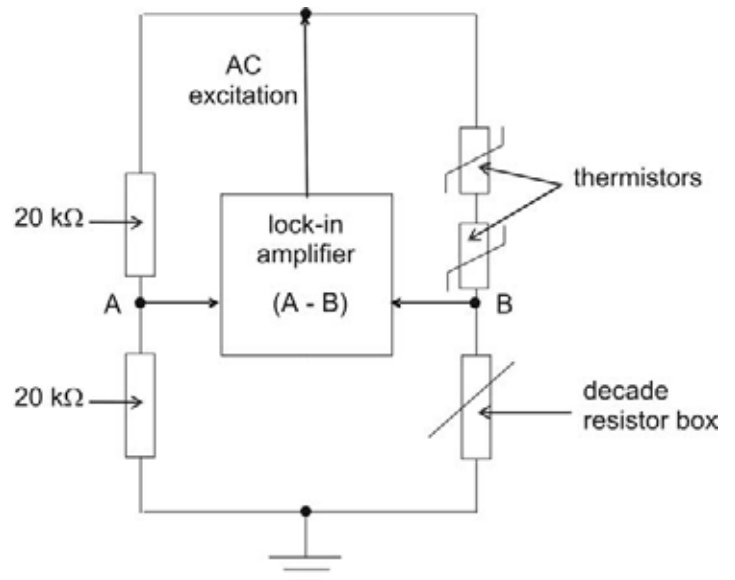 AC
excitation
thermistors
20 kΩ
lock-in
amplifier
(A - B)
A
B
20 kΩ
decade
resistor box